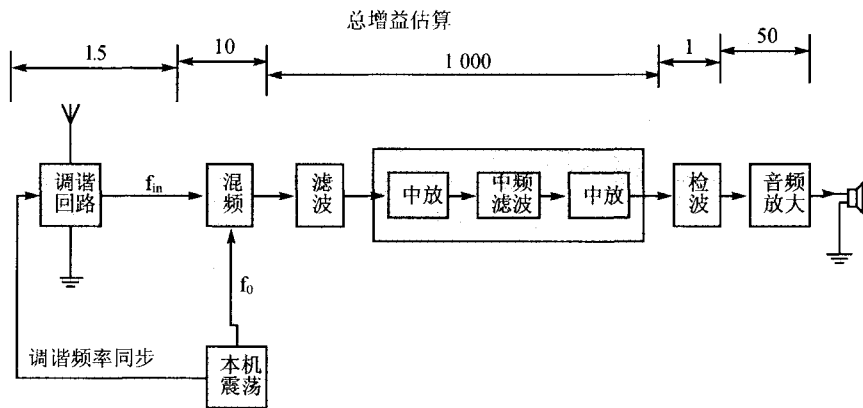 总增益估算
1.5
10
1 000
1
50
调谐
回路
f_in
混
频
滤
波
中放
中频
滤波
中放
检
波
音频
放大
f_0
调谐频率同步
本机
震荡